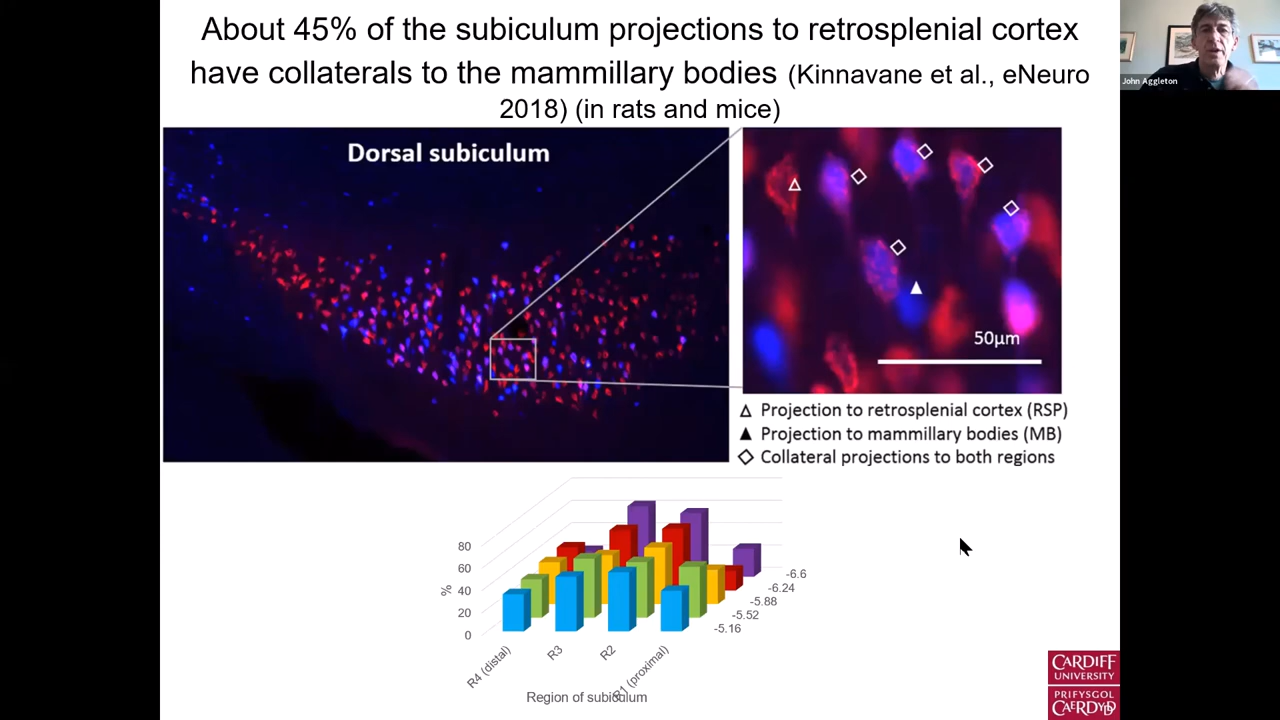 About 45% of the subiculum projections to retrosplenial cortex
have collaterals to the mammillary bodies (Kinnavane et al., eNeuro
2018) (in rats and mice)
John Aggleton
Dorsal subiculum
50µm
Projection to retrosplenial cortex (RSP)
Projection to mammillary bodies (MB)
Collateral projections to both regions
80
60
40
20
0
%
-6.6
-6.24
-5.88
-5.52
-5.16
R4 (distal)
R3
R2
R1 (proximal)
Region of subiculum
CARDIFF
UNIVERSITY
PRIFYSGOL
CAERDYDD